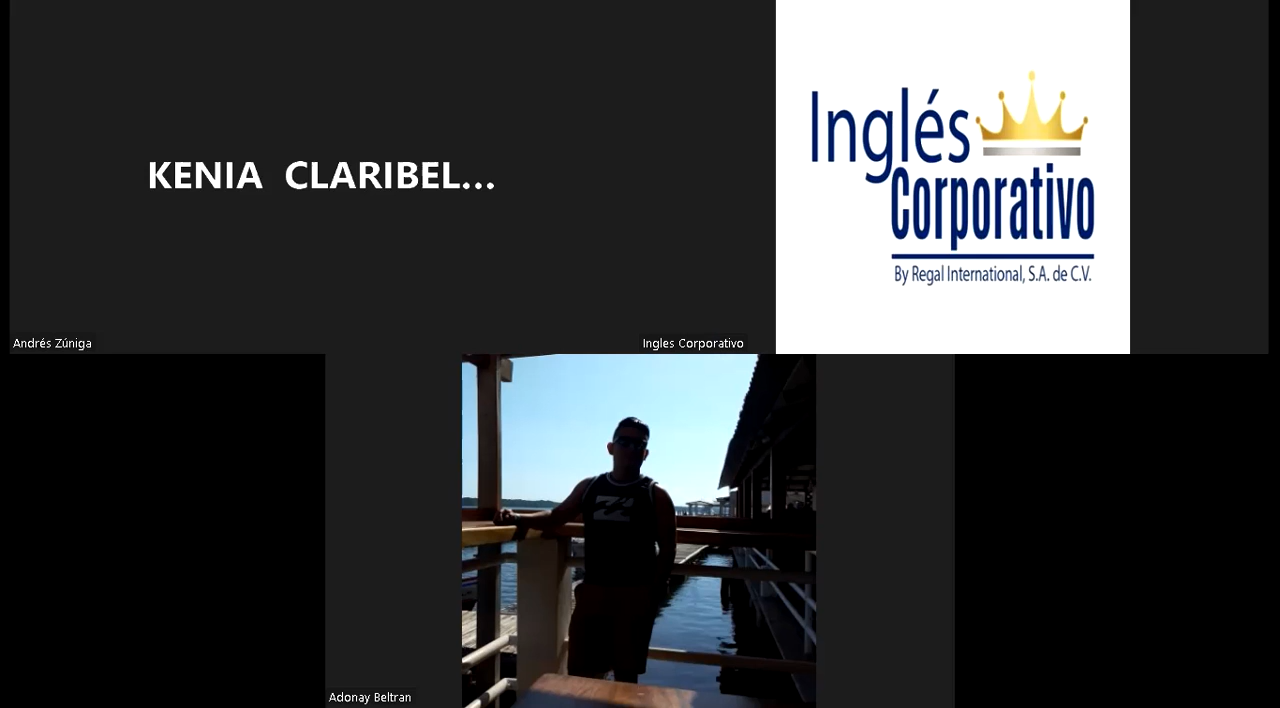 KENIA CLARIBEL...
Inglés
Corporativo
By Regal International, S.A. de C.V.
Andrés Zúniga
Ingles Corporativo
Adonay Beltran